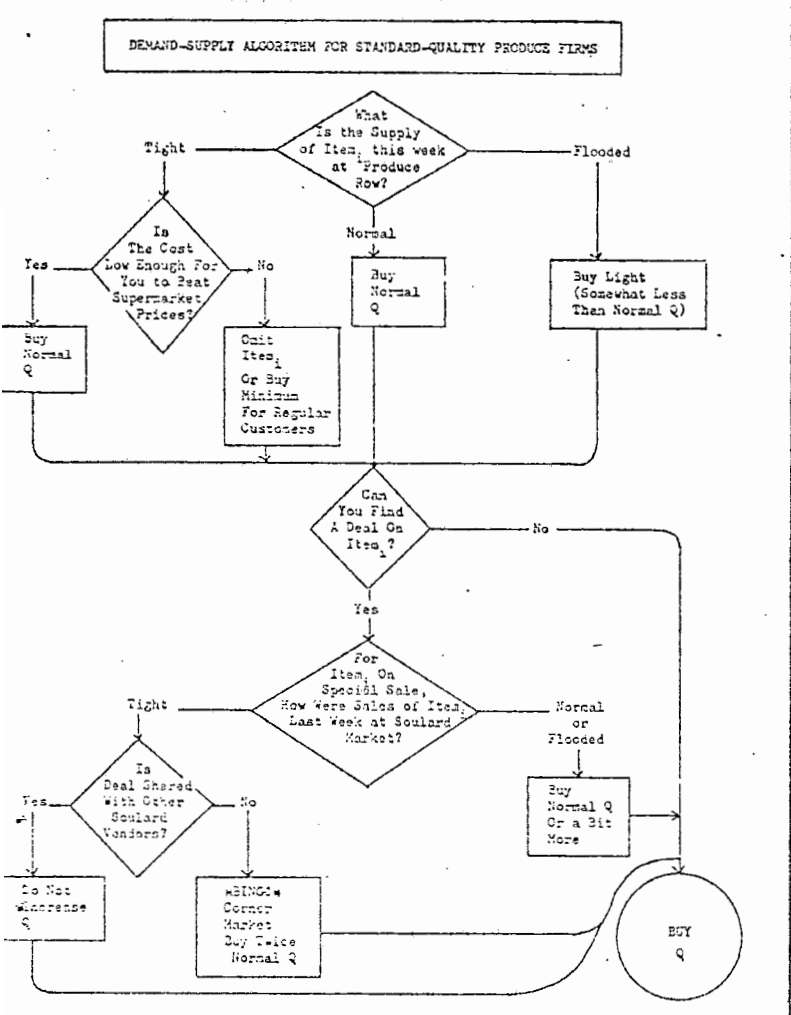 DEMAND-SUPPLY ALGORITHM FOR STANDARD-QUALITY PRODUCE FIRMS
What
Is the Supply
of Item i this week
at Produce
Row?
Tight
Flooded
Normal
Is
The Cost
Low Enough For
You to Beat
Supermarket
Prices?
Yes
No
Buy
Normal
Q
Omit
Item i
Or Buy
Minimum
For Regular
Customers
Buy
Normal
Q
Buy Light
(Somewhat Less
Than Normal Q)
Can
You Find
A Deal On
Item i?
No
Yes
For
Item i On
Special Sale,
How Were Sales of Item i
Last Week at Soulard
Market?
Tight
Normal
or
Flooded
Is
Deal Shared
With Other
Soulard
Vendors?
Yes
No
Buy
Normal Q
Or a Bit
More
Do Not
Increase
Q
*BINGO*
Corner
Market
Buy Twice
Normal Q
BUY
Q